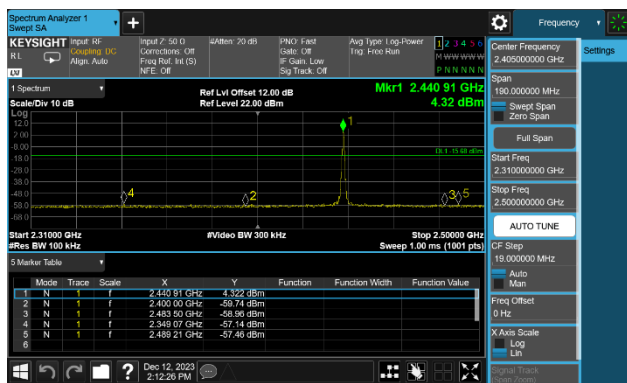 Spectrum Analyzer 1
Swept SA
Frequency
KEYSIGHT
RL
LXI
Input: RF
Coupling: DC
Align: Auto
Input Z: 50 Ω
Corrections: Off
Freq Ref: Int (S)
NFE: Off
#Atten: 20 dB
PNO: Fast
Gate: Off
IF Gain: Low
Sig Track: Off
Avg Type: Log-Power
Trig: Free Run
1 2 3 4 5 6
M W W W W W
P N N N N N
Center Frequency
2.405000000 GHz
Settings
Span
190.000000 MHz
Swept Span
Zero Span
Full Span
Start Freq
2.310000000 GHz
Stop Freq
2.500000000 GHz
AUTO TUNE
CF Step
19.000000 MHz
Auto
Man
Freq Offset
0 Hz
X Axis Scale
Log
Lin
Signal Track
(Span Zoom)
1 Spectrum
Scale/Div 10 dB
Ref Lvl Offset 12.00 dB
Ref Level 22.00 dBm
Mkr1 2.440 91 GHz
4.32 dBm
Log
12.0
2.00
-8.00
-18.0
-28.0
-38.0
-48.0
-58.0
-68.0
1
DL1 -15.68 dBm
4
2
3
5
Start 2.31000 GHz
#Res BW 100 kHz
#Video BW 300 kHz
Stop 2.50000 GHz
Sweep 1.00 ms (1001 pts)
5 Marker Table
Mode Trace Scale X Y Function Function Width Function Value
1 N 1 f 2.440 91 GHz 4.322 dBm
2 N 1 f 2.400 00 GHz -59.74 dBm
3 N 1 f 2.483 50 GHz -58.96 dBm
4 N 1 f 2.349 07 GHz -57.14 dBm
5 N 1 f 2.489 21 GHz -57.46 dBm
6
?
Dec 12, 2023
2:12:26 PM